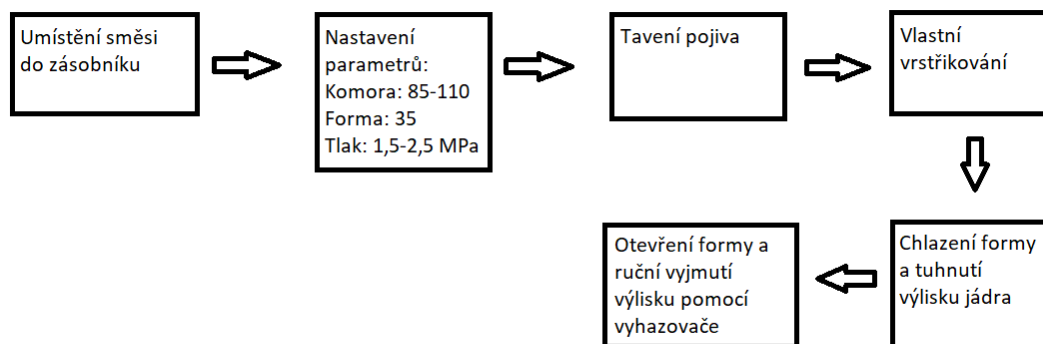 Umístění směsi
do zásobníku
Nastavení
parametrů:
Komora: 85-110
Forma: 35
Tlak: 1,5-2,5 MPa
Tavení pojiva
Vlastní
vrstřikování
Chlazení formy
a tuhnutí
výlisku jádra
Otevření formy a
ruční vyjmutí
výlisku pomocí
vyhazovače